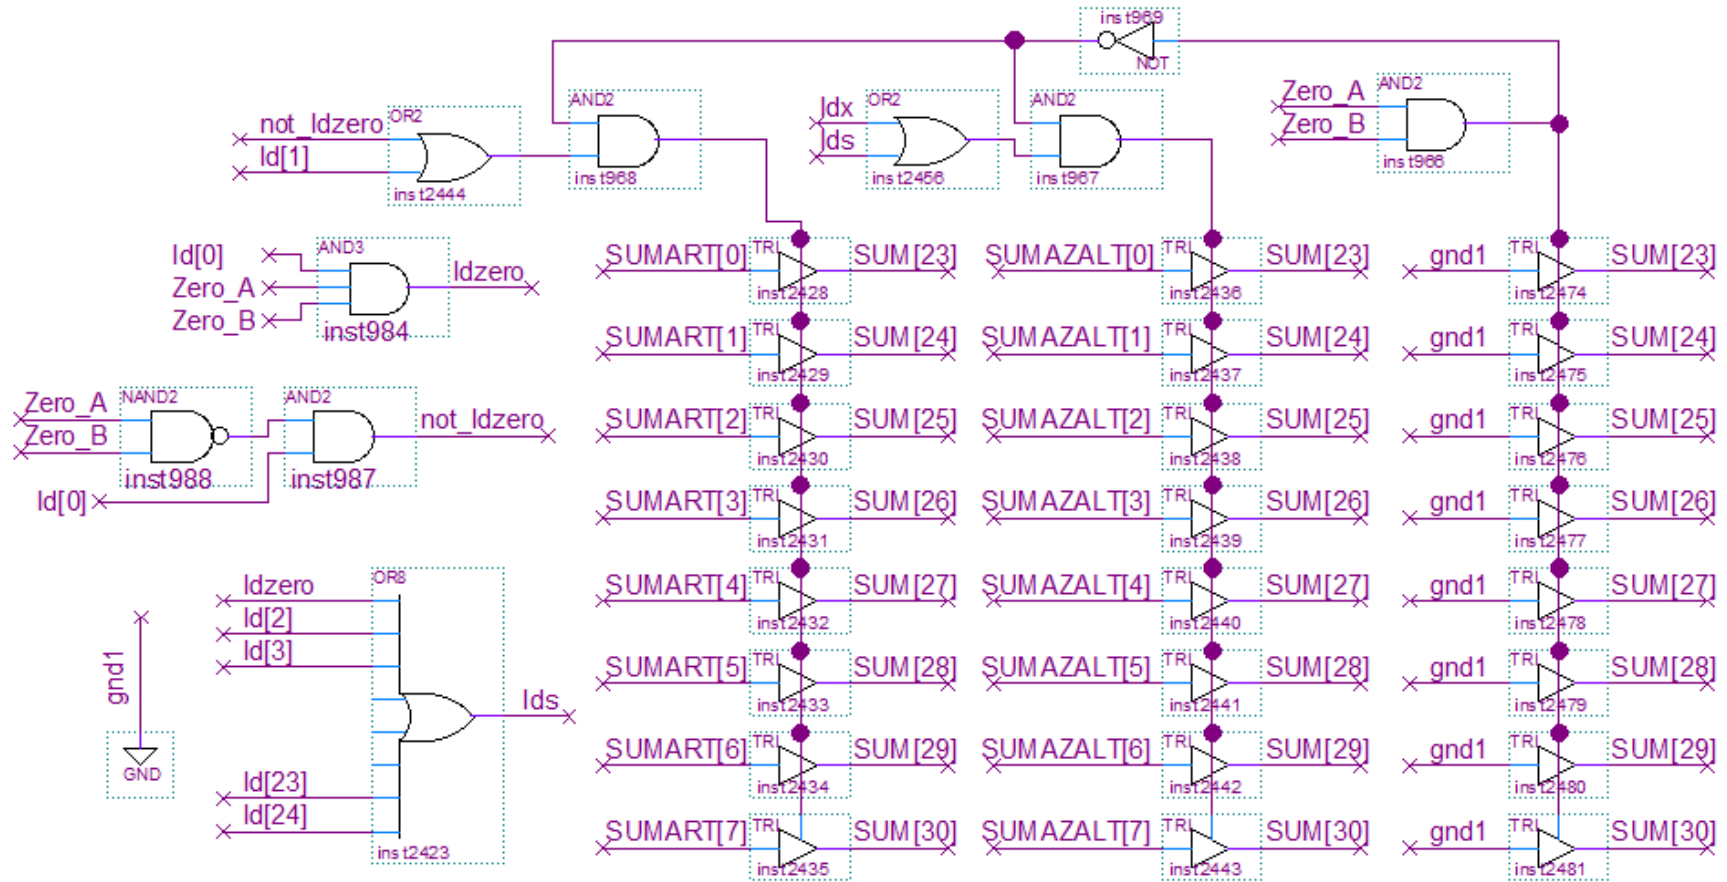 inst969
NOT
Zero_A
Zero_B
AND2
inst966
not_Idzero
Id[1]
OR2
inst2444
AND2
inst968
Idx
Ids
OR2
inst2456
AND2
inst967
Id[0]
Zero_A
Zero_B
AND3
inst984
Idzero
Zero_A
Zero_B
NAND2
inst988
Id[0]
AND2
inst987
not_Idzero
gnd1
GND
Idzero
Id[2]
Id[3]
Id[23]
Id[24]
OR8
inst2423
Ids
SUMART[0] TRI SUM[23]
inst2428
SUMART[1] TRI SUM[24]
inst2429
SUMART[2] TRI SUM[25]
inst2430
SUMART[3] TRI SUM[26]
inst2431
SUMART[4] TRI SUM[27]
inst2432
SUMART[5] TRI SUM[28]
inst2433
SUMART[6] TRI SUM[29]
inst2434
SUMART[7] TRI SUM[30]
inst2435
SUMAZALT[0] TRI SUM[23]
inst2436
SUMAZALT[1] TRI SUM[24]
inst2437
SUMAZALT[2] TRI SUM[25]
inst2438
SUMAZALT[3] TRI SUM[26]
inst2439
SUMAZALT[4] TRI SUM[27]
inst2440
SUMAZALT[5] TRI SUM[28]
inst2441
SUMAZALT[6] TRI SUM[29]
inst2442
SUMAZALT[7] TRI SUM[30]
inst2443
gnd1 TRI SUM[23]
inst2474
gnd1 TRI SUM[24]
inst2475
gnd1 TRI SUM[25]
inst2476
gnd1 TRI SUM[26]
inst2477
gnd1 TRI SUM[27]
inst2478
gnd1 TRI SUM[28]
inst2479
gnd1 TRI SUM[29]
inst2480
gnd1 TRI SUM[30]
inst2481